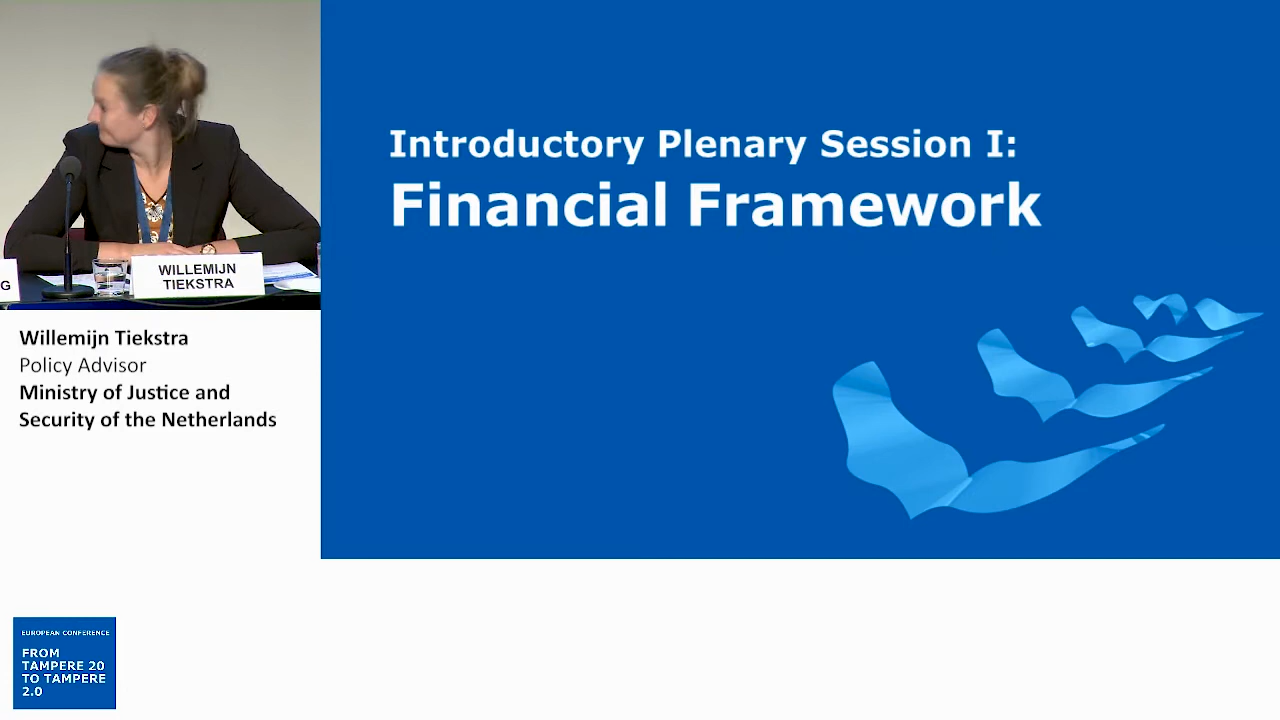 Introductory Plenary Session I:
Financial Framework
G
WILLEMIJN
TIEKSTRA
Willemijn Tiekstra
Policy Advisor
Ministry of Justice and
Security of the Netherlands
EUROPEAN CONFERENCE
FROM
TAMPERE 20
TO TAMPERE
2.0